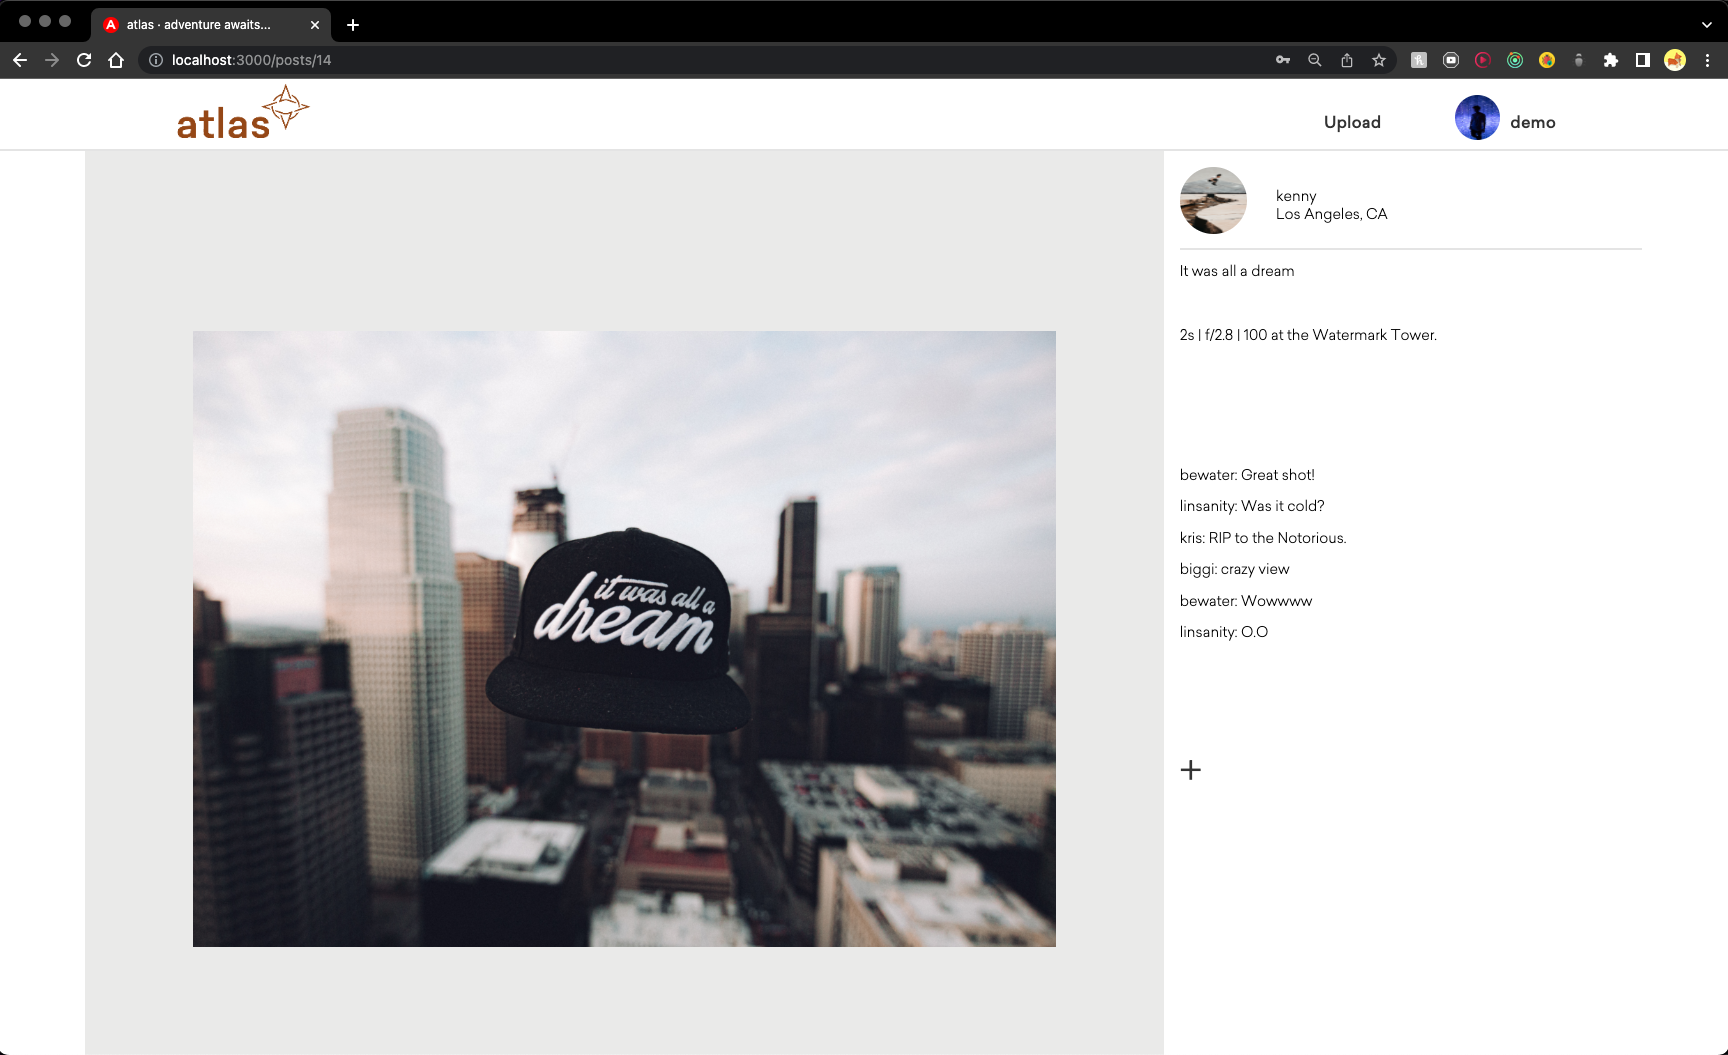 atlas · adventure awaits...
localhost:3000/posts/14
atlas
Upload
demo
kenny
Los Angeles, CA
It was all a dream
2s | f/2.8 | 100 at the Watermark Tower.
it was all a
dream
bewater: Great shot!
linsanity: Was it cold?
kris: RIP to the Notorious.
biggi: crazy view
bewater: Wowwww
linsanity: O.O